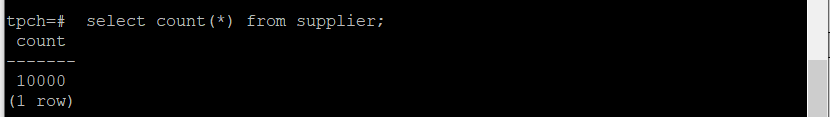 tpch=#  select count(*) from supplier;
 count
-------
 10000
(1 row)